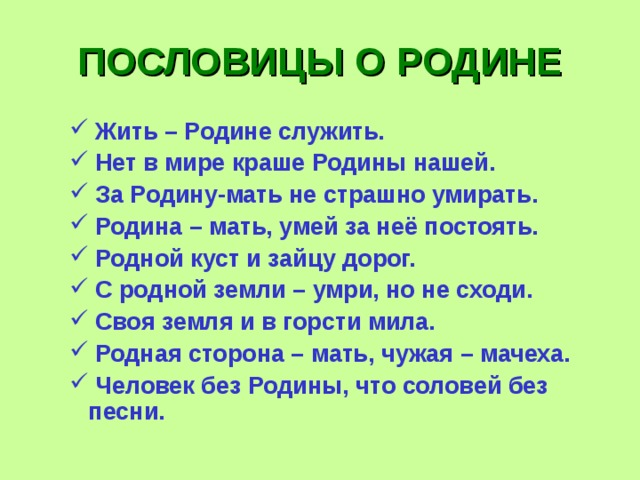 ПОСЛОВИЦЫ О РОДИНЕ
✓ Жить – Родине служить.
✓ Нет в мире краше Родины нашей.
✓ За Родину-мать не страшно умирать.
✓ Родина – мать, умей за неё постоять.
✓ Родной куст и зайцу дорог.
✓ С родной земли – умри, но не сходи.
✓ Своя земля и в горсти мила.
✓ Родная сторона – мать, чужая – мачеха.
✓ Человек без Родины, что соловей без
песни.